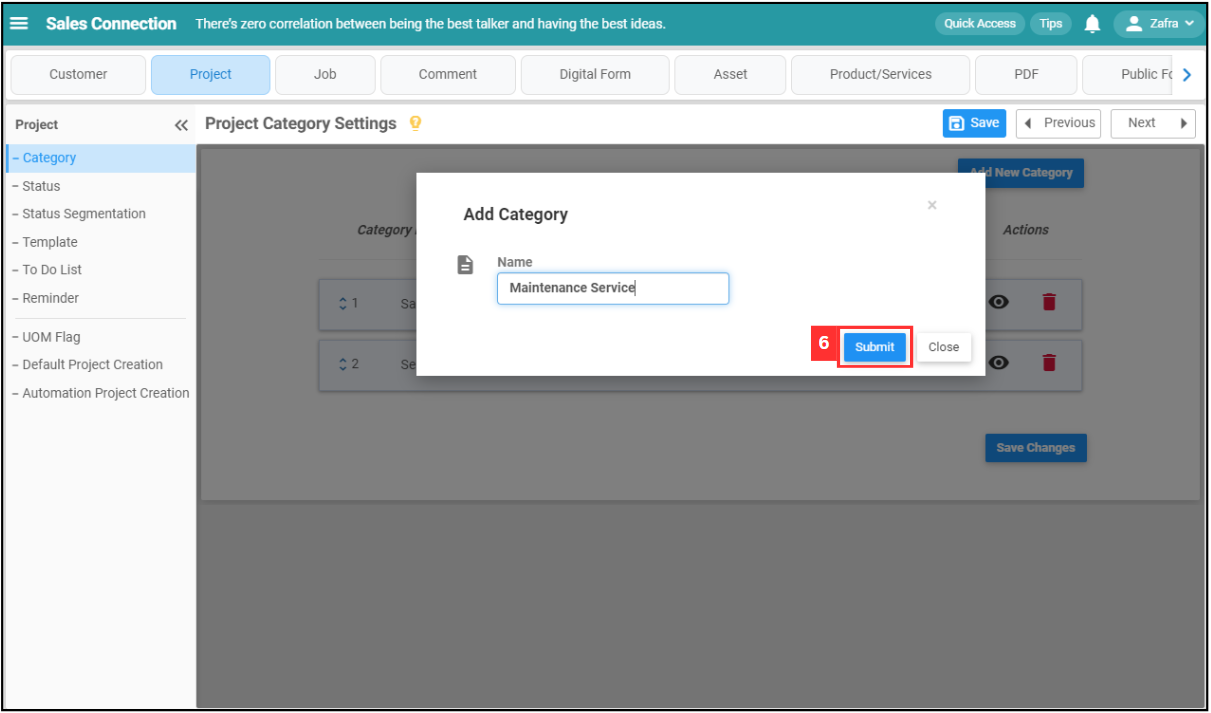 Sales Connection There's zero correlation between being the best talker and having the best ideas. Quick Access Tips Zafra
Customer Project Job Comment Digital Form Asset Product/Services PDF Public Fo
Project Project Category Settings Save Previous Next
– Category
– Status
– Status Segmentation
– Template
– To Do List
– Reminder
– UOM Flag
– Default Project Creation
– Automation Project Creation
Add New Category
Category
Actions
1 Sa
2 Se
Save Changes
Add Category ×
Name
Maintenance Service
6 Submit Close